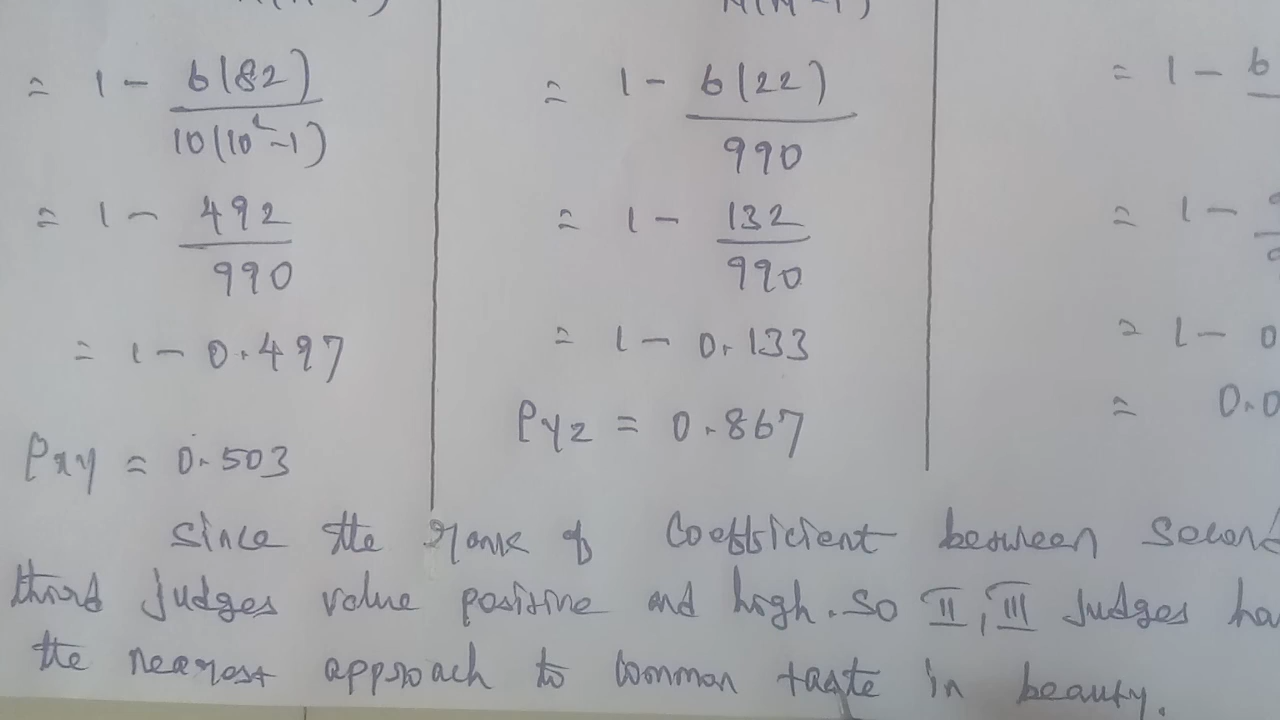 = 1 - 6(82) / 10(10²-1)
= 1 - 492 / 990
= 1 - 0.497
ρxy = 0.503
= 1 - 6(22) / 990
= 1 - 132 / 990
= 1 - 0.133
ρyz = 0.867
= 1 - 6
= 1 -
= 1 - 0
= 0.0
since the rank of coefficient between second
third judges value positive and high. So II, III Judges ha
the nearest approach to common taste in beauty.